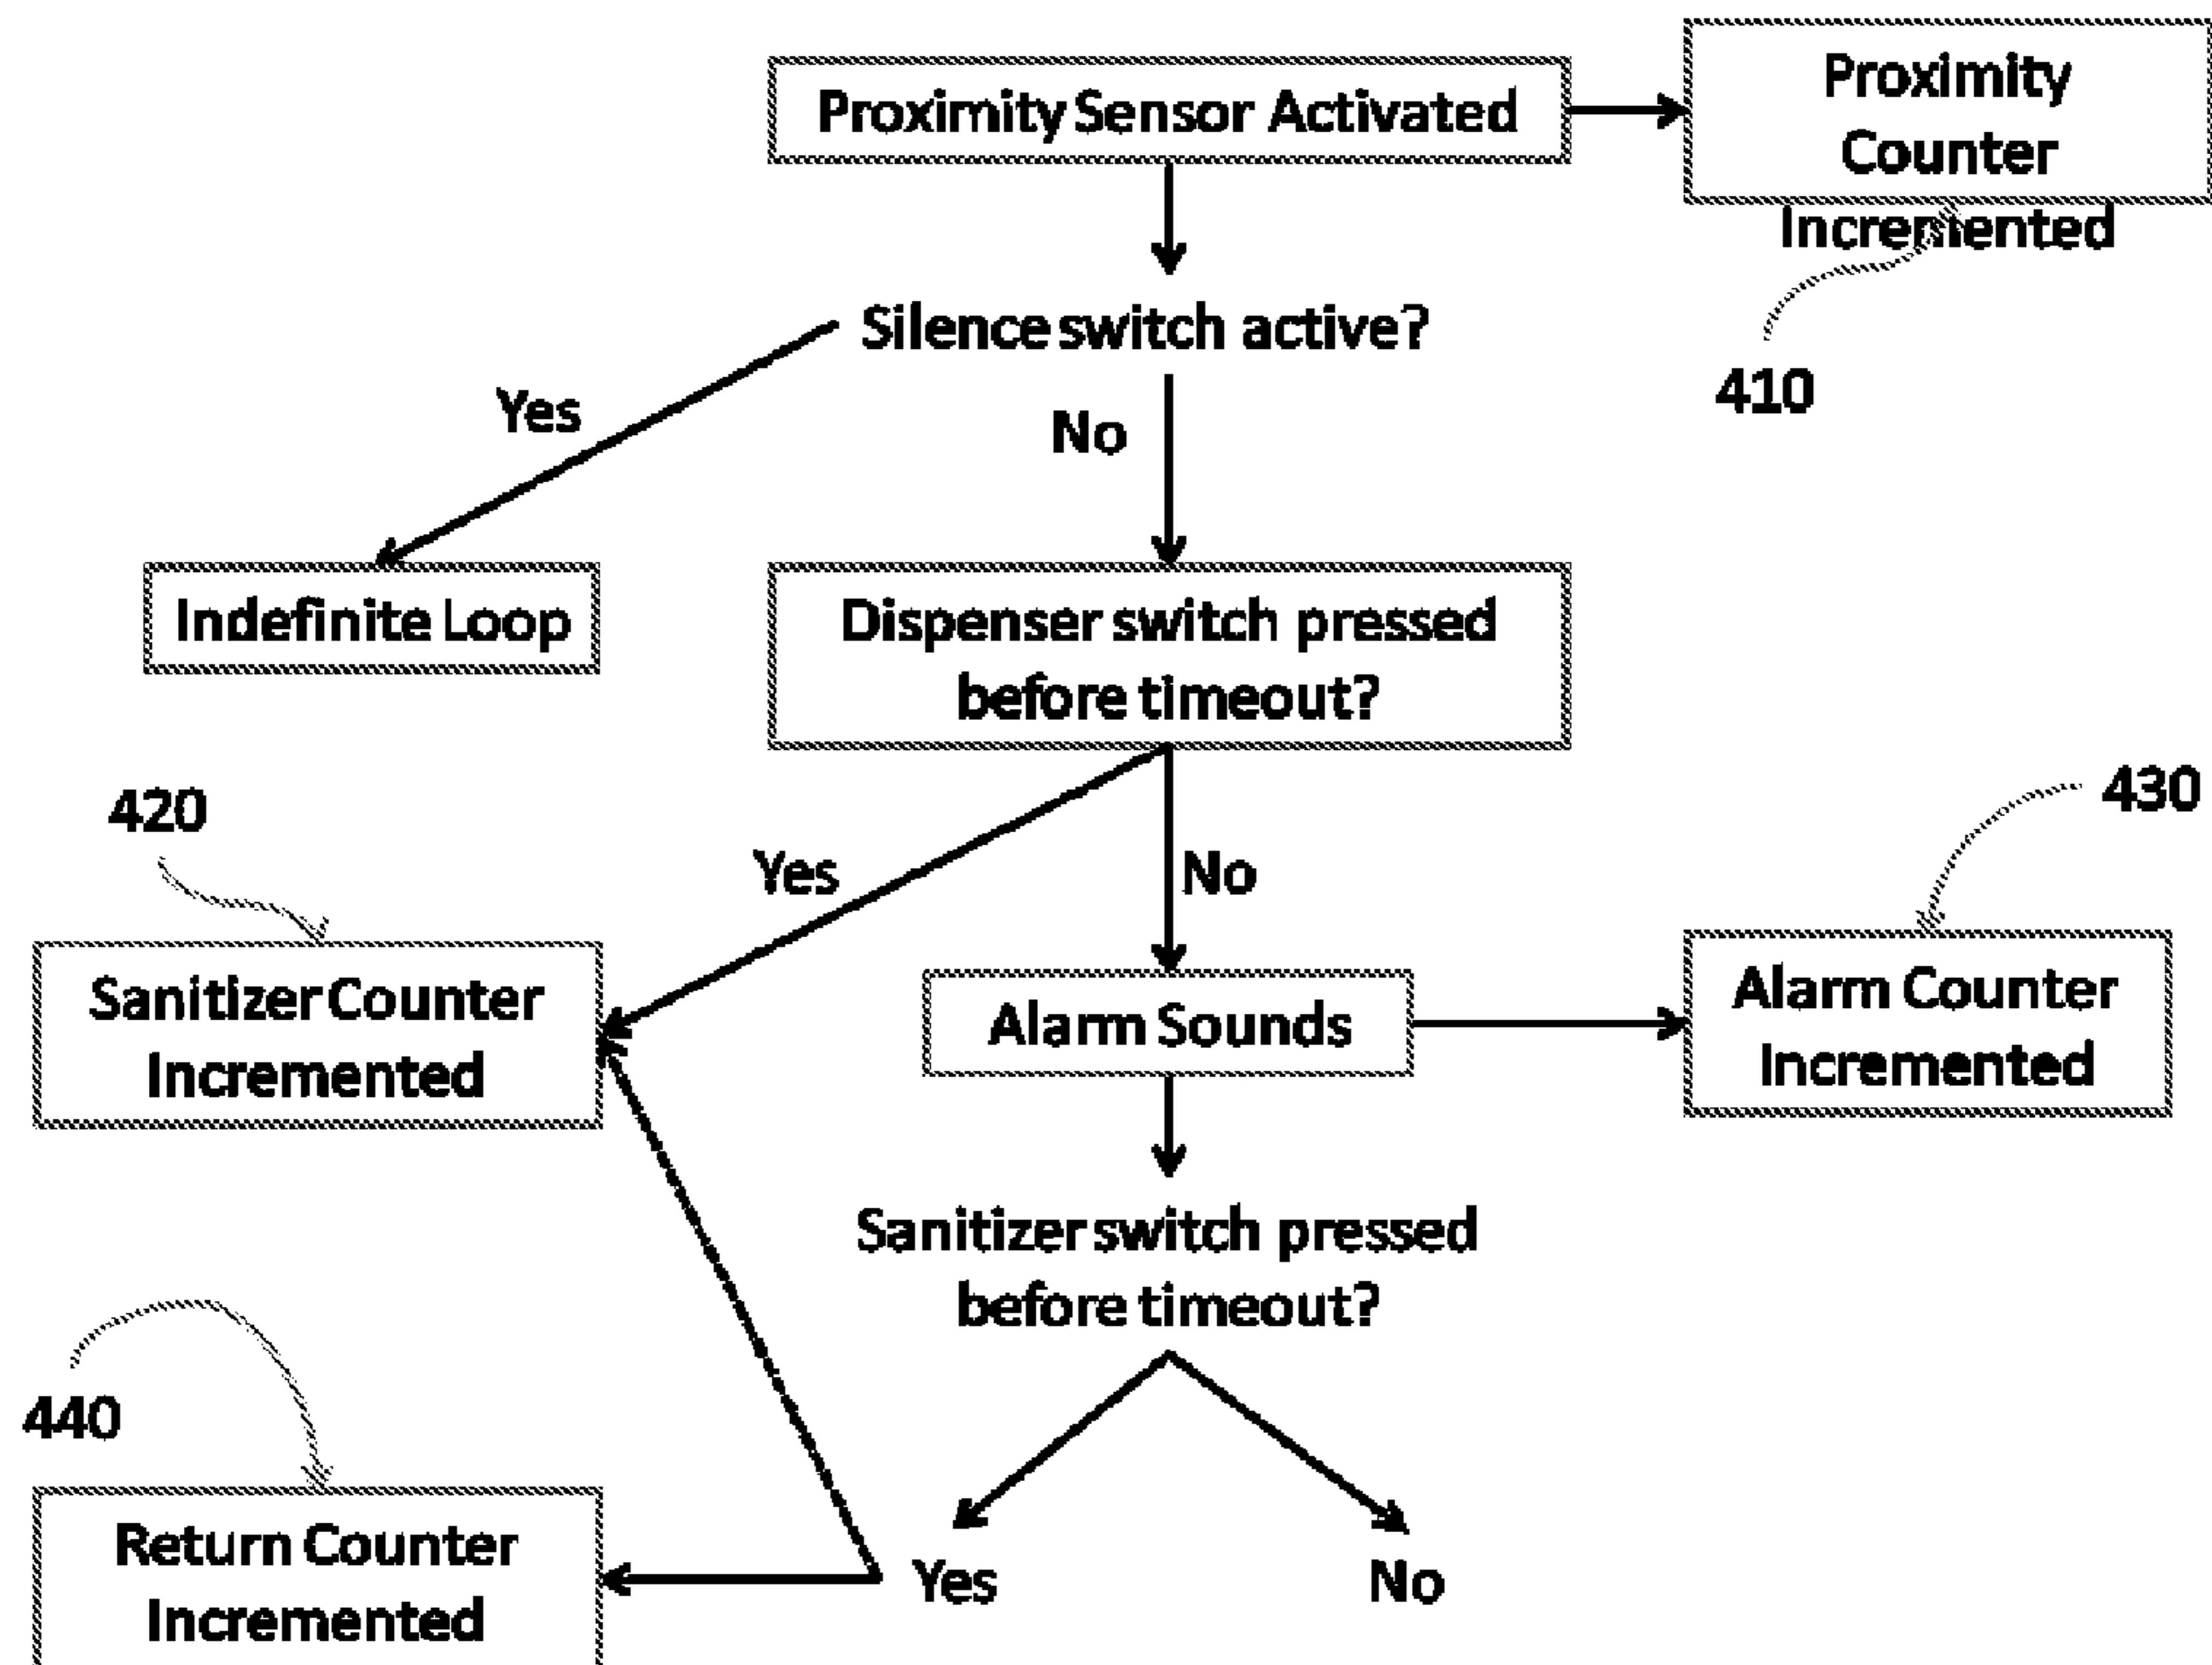 Proximity Sensor Activated
Proximity
Counter
Incremented
410
Silence switch active?
Yes
No
Indefinite Loop
Dispenser switch pressed
before timeout?
420
430
Yes
No
Sanitizer Counter
Incremented
Alarm Sounds
Alarm Counter
Incremented
Sanitizer switch pressed
before timeout?
440
Return Counter
Incremented
Yes
No